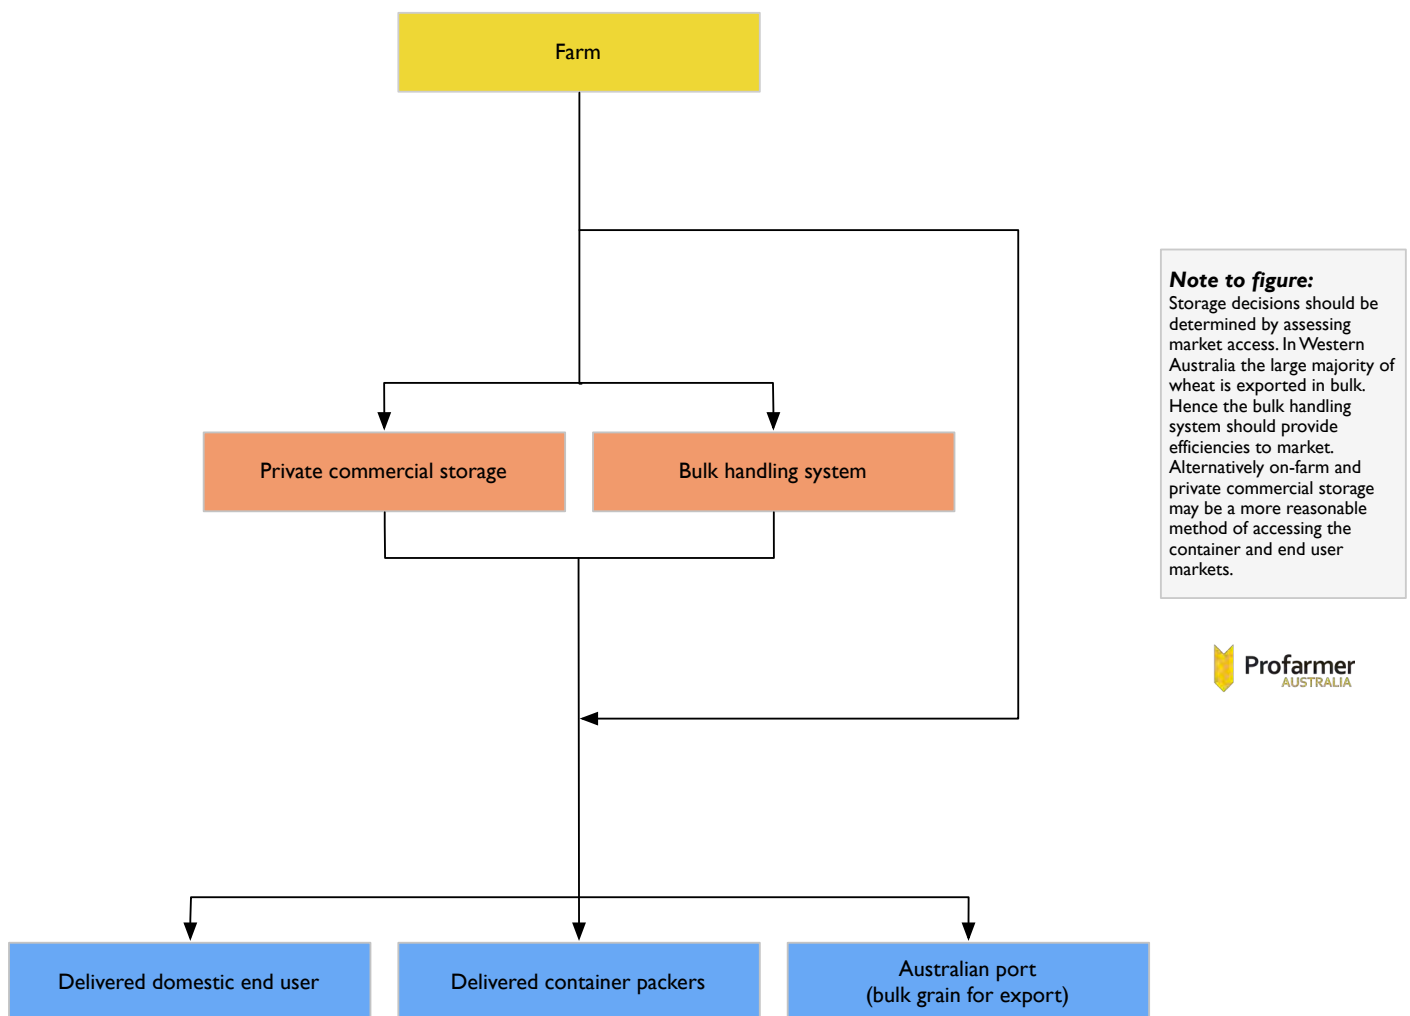 Farm
Note to figure:
Storage decisions should be
determined by assessing
market access. In Western
Australia the large majority of
wheat is exported in bulk.
Hence the bulk handling
system should provide
efficiencies to market.
Alternatively on-farm and
private commercial storage
may be a more reasonable
method of accessing the
container and end user
markets.
Private commercial storage
Bulk handling system
Profarmer
AUSTRALIA
Delivered domestic end user
Delivered container packers
Australian port
(bulk grain for export)